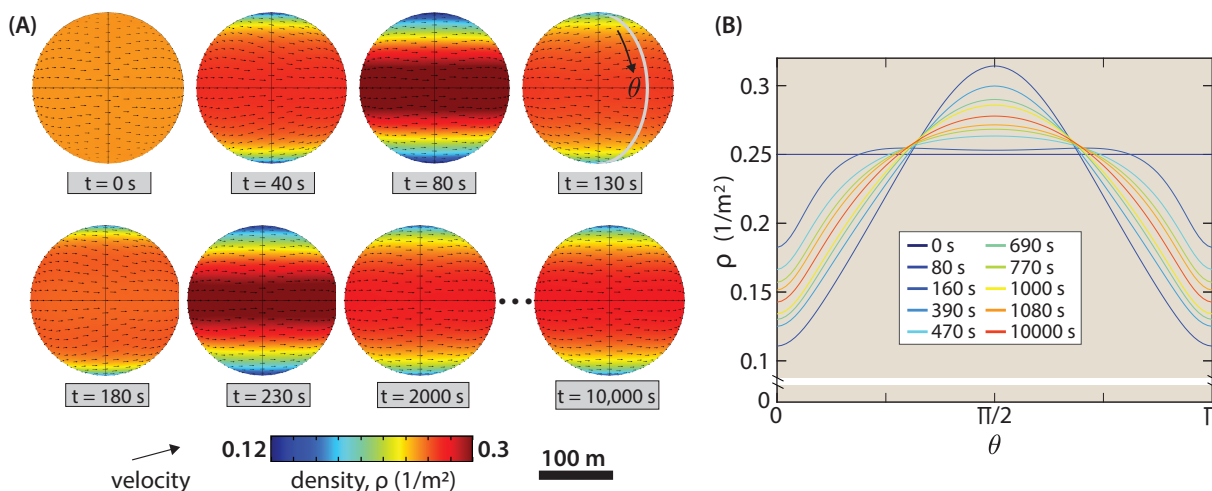 (A)
θ
t = 0 s
t = 40 s
t = 80 s
t = 130 s
t = 180 s
t = 230 s
t = 2000 s
t = 10,000 s
velocity
0.12
0.3
density, ρ (1/m²)
100 m
(B)
ρ (1/m²)
0.3
0.25
0.2
0.15
0.1
0
0 s
80 s
160 s
390 s
470 s
690 s
770 s
1000 s
1080 s
10000 s
0
Π/2
θ